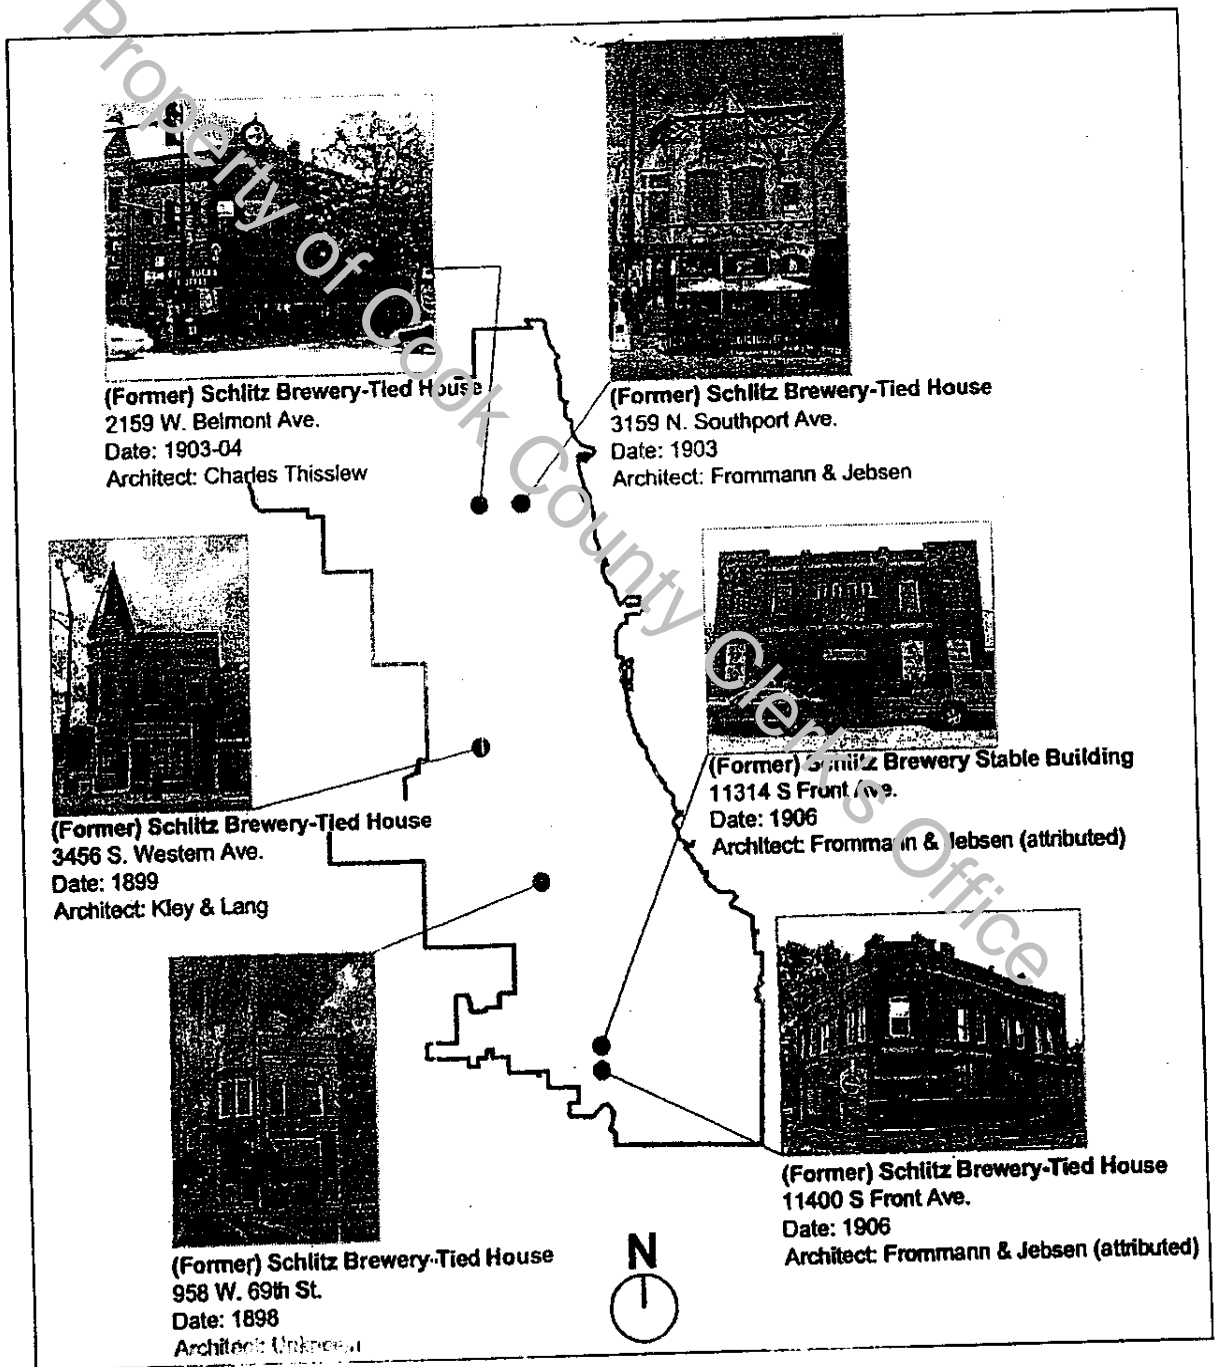 Property of Cook County Clerk's Office
(Former) Schlitz Brewery-Tied House
2159 W. Belmont Ave.
Date: 1903-04
Architect: Charles Thisslew
(Former) Schlitz Brewery-Tied House
3159 N. Southport Ave.
Date: 1903
Architect: Frommann & Jebsen
(Former) Schlitz Brewery-Tied House
3456 S. Western Ave.
Date: 1899
Architect: Kley & Lang
(Former) Schlitz Brewery Stable Building
11314 S Front Ave.
Date: 1906
Architect: Frommann & Jebsen (attributed)
(Former) Schlitz Brewery-Tied House
958 W. 69th St.
Date: 1898
Architect: Unknown
(Former) Schlitz Brewery-Tied House
11400 S Front Ave.
Date: 1906
Architect: Frommann & Jebsen (attributed)
N